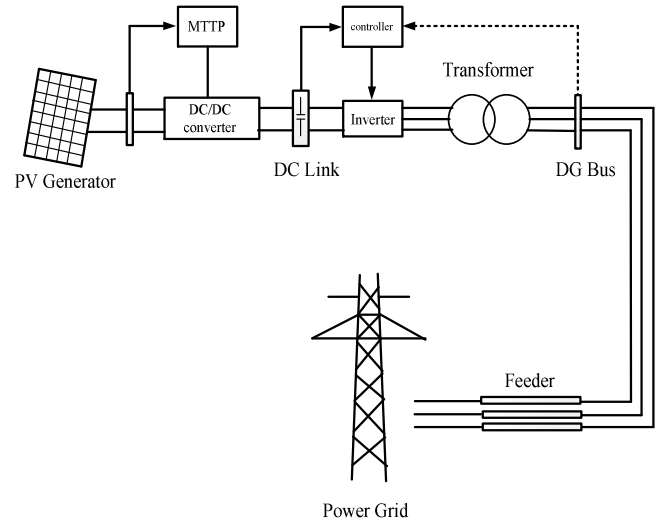 MTTP
controller
Transformer
DC/DC
converter
Inverter
PV Generator
DC Link
DG Bus
Feeder
Power Grid